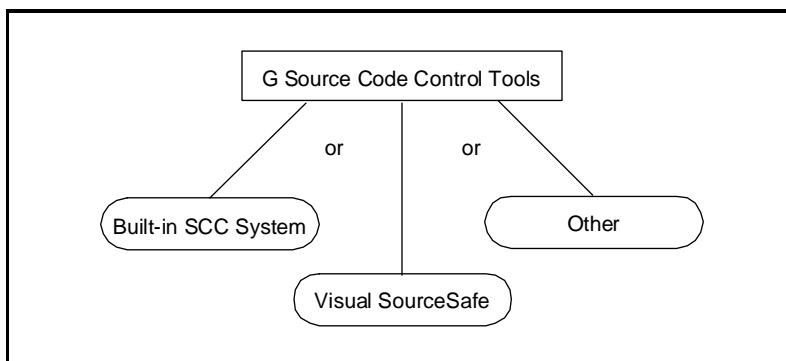 G Source Code Control Tools
or
or
Built-in SCC System
Other
Visual SourceSafe